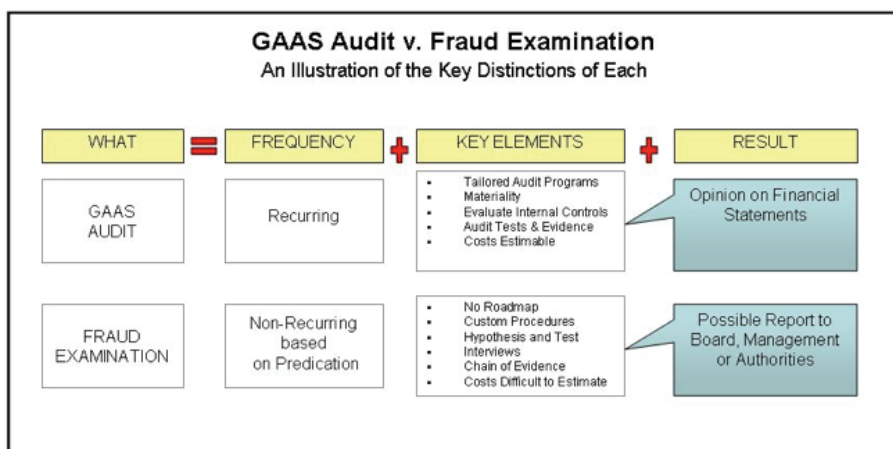 GAAS Audit v. Fraud Examination
An Illustration of the Key Distinctions of Each
WHAT = FREQUENCY + KEY ELEMENTS + RESULT
GAAS
AUDIT
Recurring
▪ Tailored Audit Programs
▪ Materiality
▪ Evaluate Internal Controls
▪ Audit Tests & Evidence
▪ Costs Estimable
Opinion on Financial
Statements
FRAUD
EXAMINATION
Non-Recurring
based
on Predication
▪ No Roadmap
▪ Custom Procedures
▪ Hypothesis and Test
▪ Interviews
▪ Chain of Evidence
▪ Costs Difficult to Estimate
Possible Report to
Board, Management
or Authorities